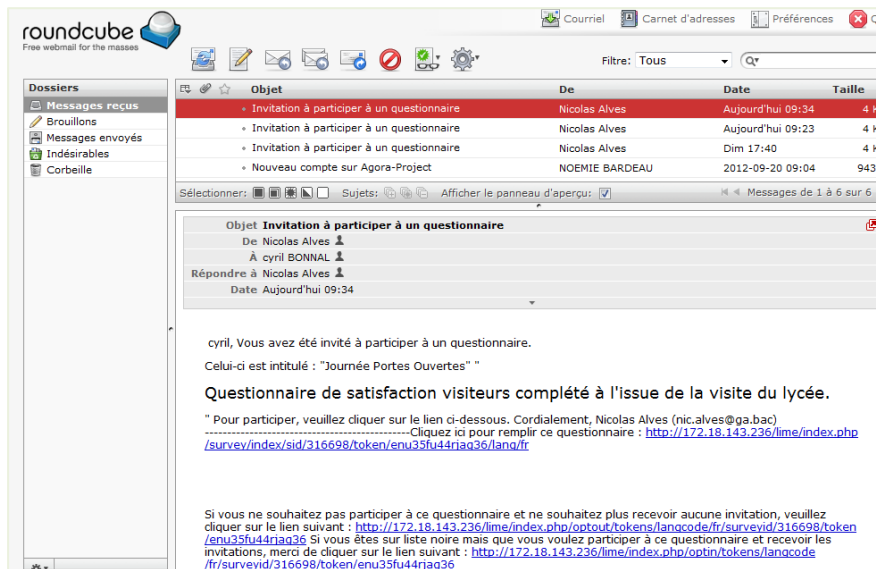 roundcube
Free webmail for the masses
Courriel Carnet d'adresses Préférences
Filtre: Tous
Dossiers
Messages reçus
Brouillons
Messages envoyés
Indésirables
Corbeille
Objet De Date Taille
Invitation à participer à un questionnaire Nicolas Alves Aujourd'hui 09:34 4
Invitation à participer à un questionnaire Nicolas Alves Aujourd'hui 09:23 4
Invitation à participer à un questionnaire Nicolas Alves Dim 17:40 4
Nouveau compte sur Agora-Project NOEMIE BARDEAU 2012-09-20 09:04 943
Sélectionner: Sujets: Afficher le panneau d'aperçu: Messages de 1 à 6 sur 6
Objet Invitation à participer à un questionnaire
De Nicolas Alves
À cyril BONNAL
Répondre à Nicolas Alves
Date Aujourd'hui 09:34
cyril, Vous avez été invité à participer à un questionnaire.
Celui-ci est intitulé : "Journée Portes Ouvertes" "
Questionnaire de satisfaction visiteurs complété à l'issue de la visite du lycée.
" Pour participer, veuillez cliquer sur le lien ci-dessous. Cordialement, Nicolas Alves (nic.alves@ga.bac)
----------------------------------------------Cliquez ici pour remplir ce questionnaire : http://172.18.143.236/lime/index.php
/survey/index/sid/316698/token/enu35fu44rjaq36/lang/fr
Si vous ne souhaitez pas participer à ce questionnaire et ne souhaitez plus recevoir aucune invitation, veuillez
cliquer sur le lien suivant : http://172.18.143.236/lime/index.php/optout/tokens/langcode/fr/surveyid/316698/token
/enu35fu44rjaq36 Si vous êtes sur liste noire mais que vous voulez participer à ce questionnaire et recevoir les
invitations, merci de cliquer sur le lien suivant : http://172.18.143.236/lime/index.php/optin/tokens/langcode
/fr/surveyid/316698/token/enu35fu44rjaq36